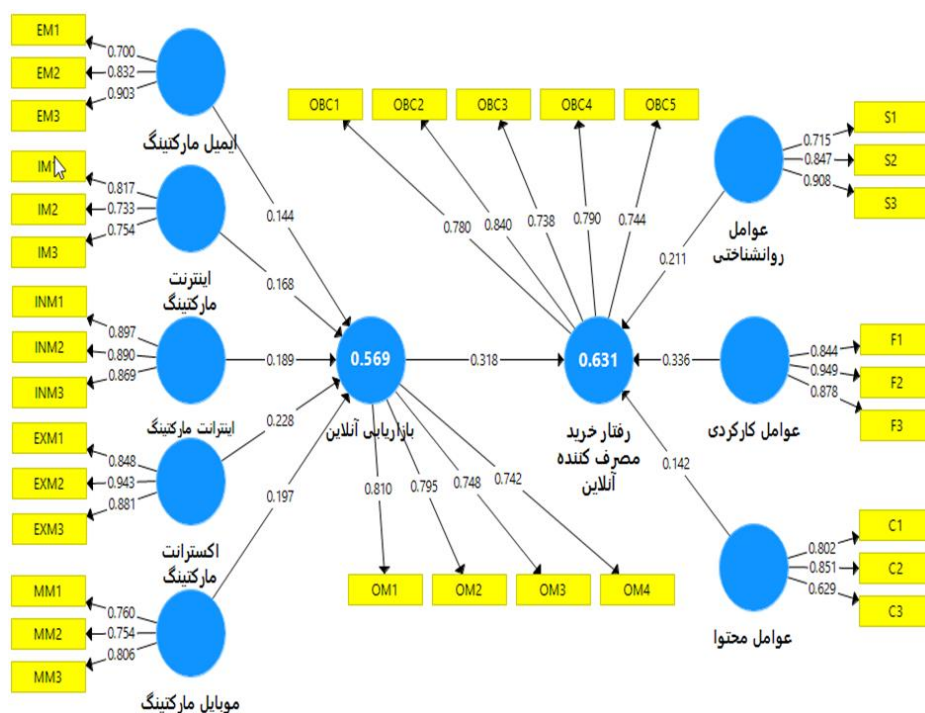 EM1
0.700
EM2
0.832
EM3
0.903
ایمیل مارکتینگ
0.144
IM1
0.817
IM2
0.733
IM3
0.754
اینترنت
مارکتینگ
0.168
INM1
0.897
INM2
0.890
INM3
0.869
اینترانت مارکتینگ
0.189
EXM1
0.848
EXM2
0.943
EXM3
0.881
اکسترانت
مارکتینگ
0.228
MM1
0.760
MM2
0.754
MM3
0.806
موبایل مارکتینگ
0.197
0.569
بازاریابی آنلاین
0.318
OM1
OM2
OM3
OM4
0.810
0.795
0.748
0.742
OBC1
OBC2
OBC3
OBC4
OBC5
0.780
0.840
0.738
0.790
0.744
0.631
رفتار خرید
مصرف کننده
آنلاین
S1
0.715
S2
0.847
S3
0.908
عوامل
روانشناختی
0.211
F1
0.844
F2
0.949
F3
0.878
عوامل کارکردی
0.336
C1
0.802
C2
0.851
C3
0.629
عوامل محتوا
0.142